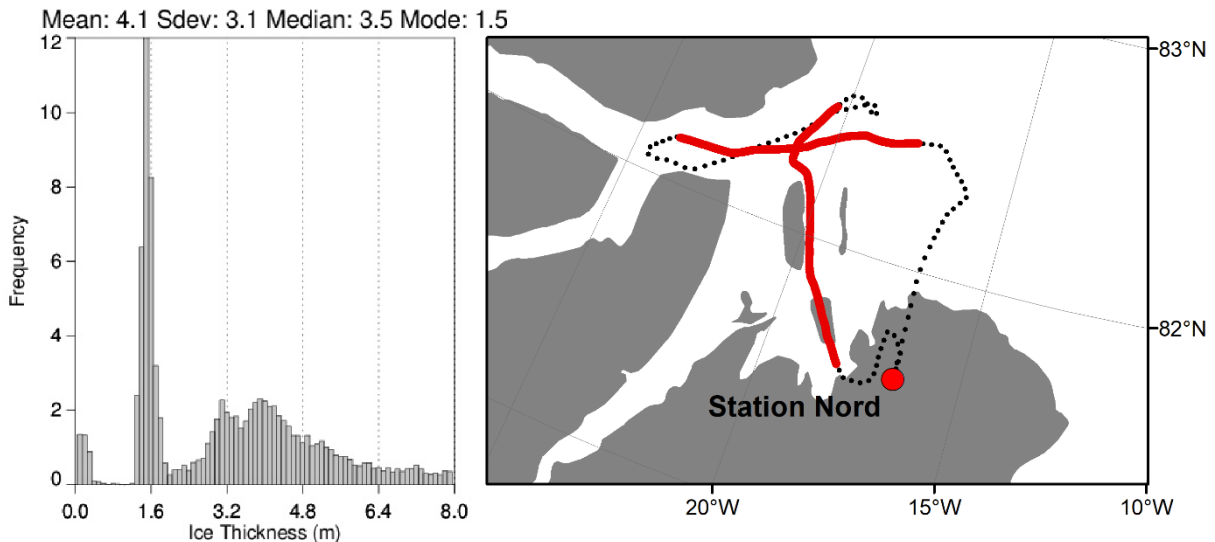 Mean: 4.1 Sdev: 3.1 Median: 3.5 Mode: 1.5
12
10
8
6
4
2
0
Frequency
0.0 1.6 3.2 4.8 6.4 8.0
Ice Thickness (m)
83°N
82°N
Station Nord
20°W 15°W 10°W